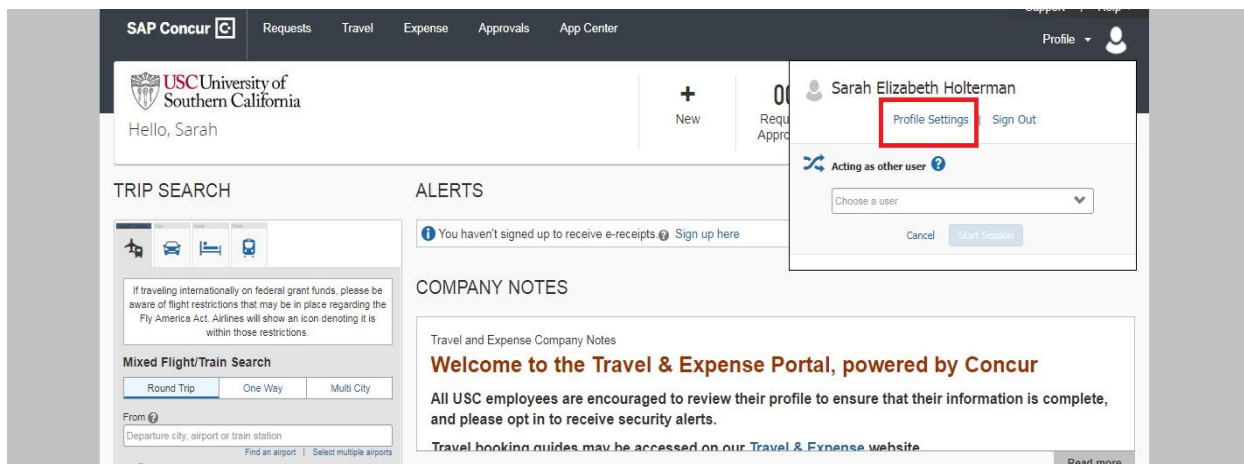 Support | Help
SAP Concur C Requests Travel Expense Approvals App Center
Profile
USC University of
Southern California
Hello, Sarah
+
New
Sarah Elizabeth Holterman
Profile Settings | Sign Out
Acting as other user ?
Choose a user
Cancel Start Session
TRIP SEARCH
If traveling internationally on federal grant funds, please be
aware of flight restrictions that may be in place regarding the
Fly America Act. Airlines will show an icon denoting it is
within those restrictions.
Mixed Flight/Train Search
Round Trip One Way Multi City
From ?
Departure city, airport or train station
Find an airport | Select multiple airports
ALERTS
You haven't signed up to receive e-receipts. ? Sign up here
COMPANY NOTES
Travel and Expense Company Notes
Welcome to the Travel & Expense Portal, powered by Concur
All USC employees are encouraged to review their profile to ensure that their information is complete,
and please opt in to receive security alerts.
Travel booking guides may be accessed on our Travel & Expense website
Read more